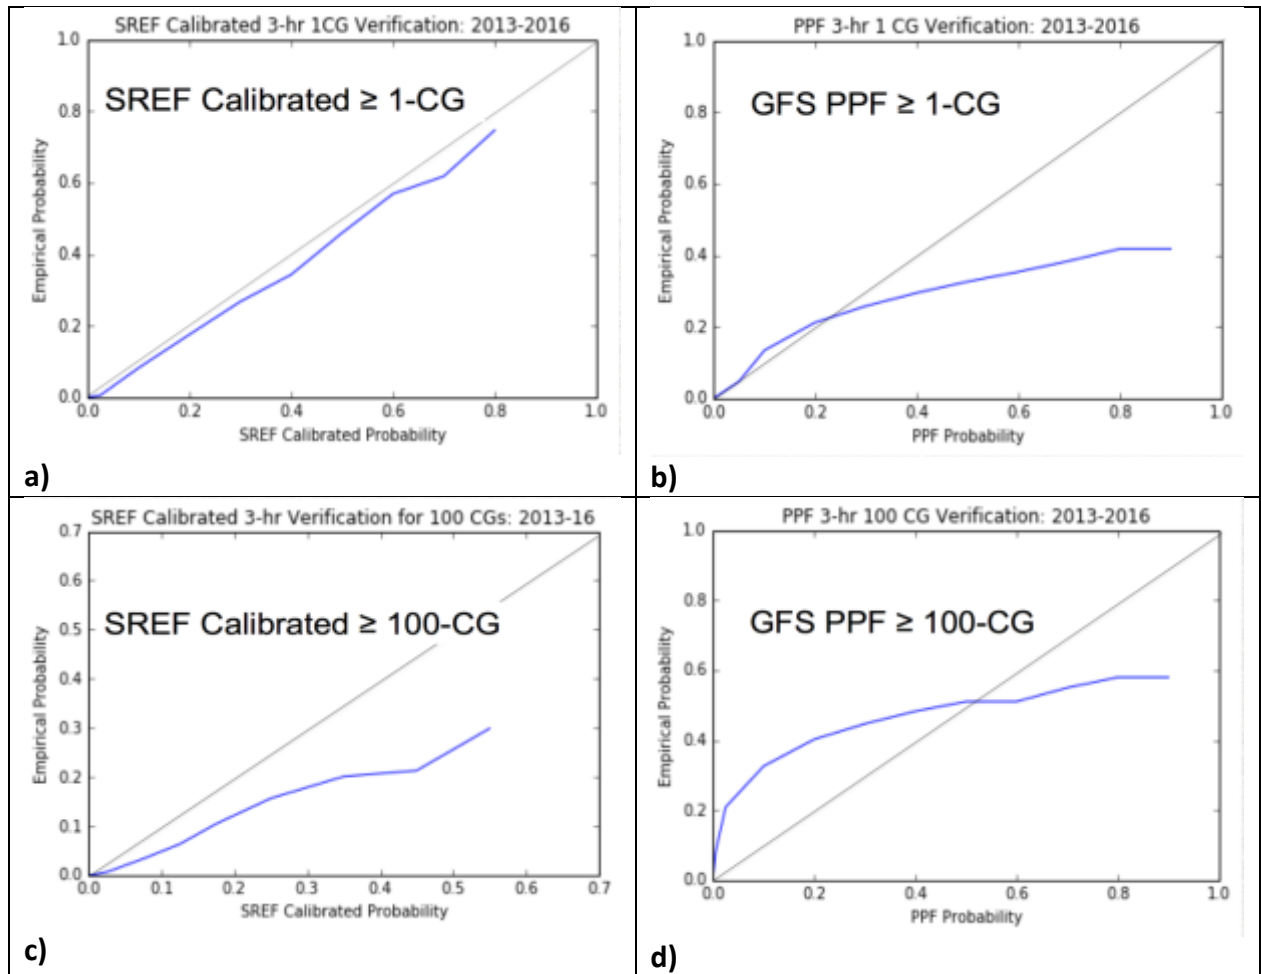 SREF Calibrated 3-hr 1CG Verification: 2013-2016
SREF Calibrated ≥ 1-CG
Empirical Probability
1.0
0.8
0.6
0.4
0.2
0.0
0.0 0.2 0.4 0.6 0.8 1.0
SREF Calibrated Probability
a)
PPF 3-hr 1 CG Verification: 2013-2016
GFS PPF ≥ 1-CG
Empirical Probability
1.0
0.8
0.6
0.4
0.2
0.0
0.0 0.2 0.4 0.6 0.8 1.0
PPF Probability
b)
SREF Calibrated 3-hr Verification for 100 CGs: 2013-16
SREF Calibrated ≥ 100-CG
Empirical Probability
0.7
0.6
0.5
0.4
0.3
0.2
0.1
0.0
0.0 0.1 0.2 0.3 0.4 0.5 0.6 0.7
SREF Calibrated Probability
c)
PPF 3-hr 100 CG Verification: 2013-2016
GFS PPF ≥ 100-CG
Empirical Probability
1.0
0.8
0.6
0.4
0.2
0.0
0.0 0.2 0.4 0.6 0.8 1.0
PPF Probability
d)